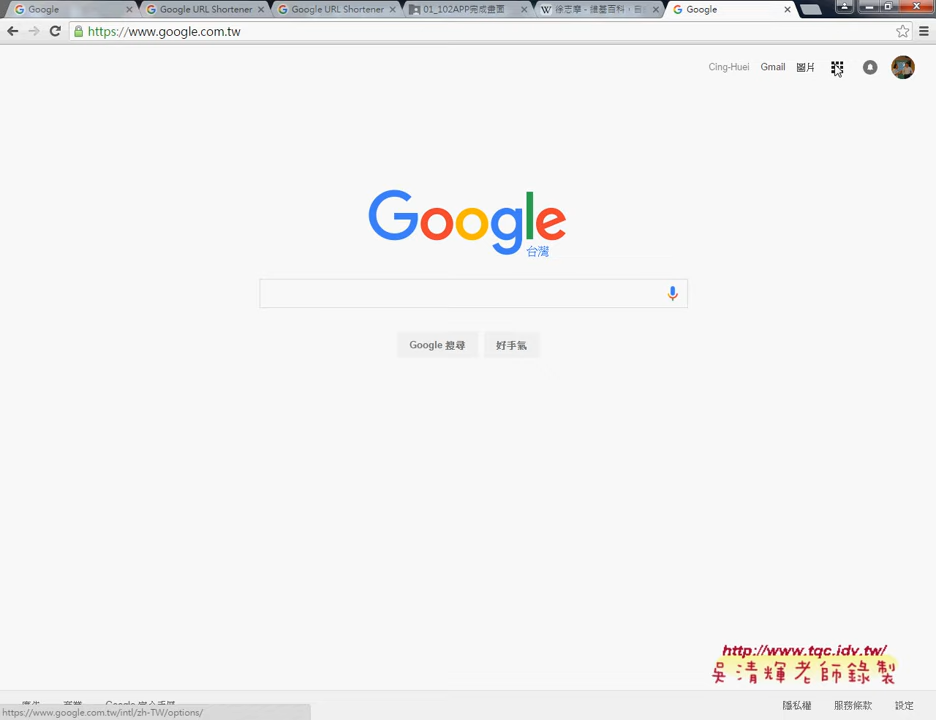 Google
Google URL Shortener
Google URL Shortener
01_102APP完成畫面
徐志摩 - 維基百科，自
Google
https://www.google.com.tw
Cing-Huei
Gmail
圖片
Google
台灣
Google 搜尋
好手氣
http://www.tqc.idv.tw/
吳清輝老師錄製
https://www.google.com.tw/intl/zh-TW/options/
隱私權
服務條款
設定